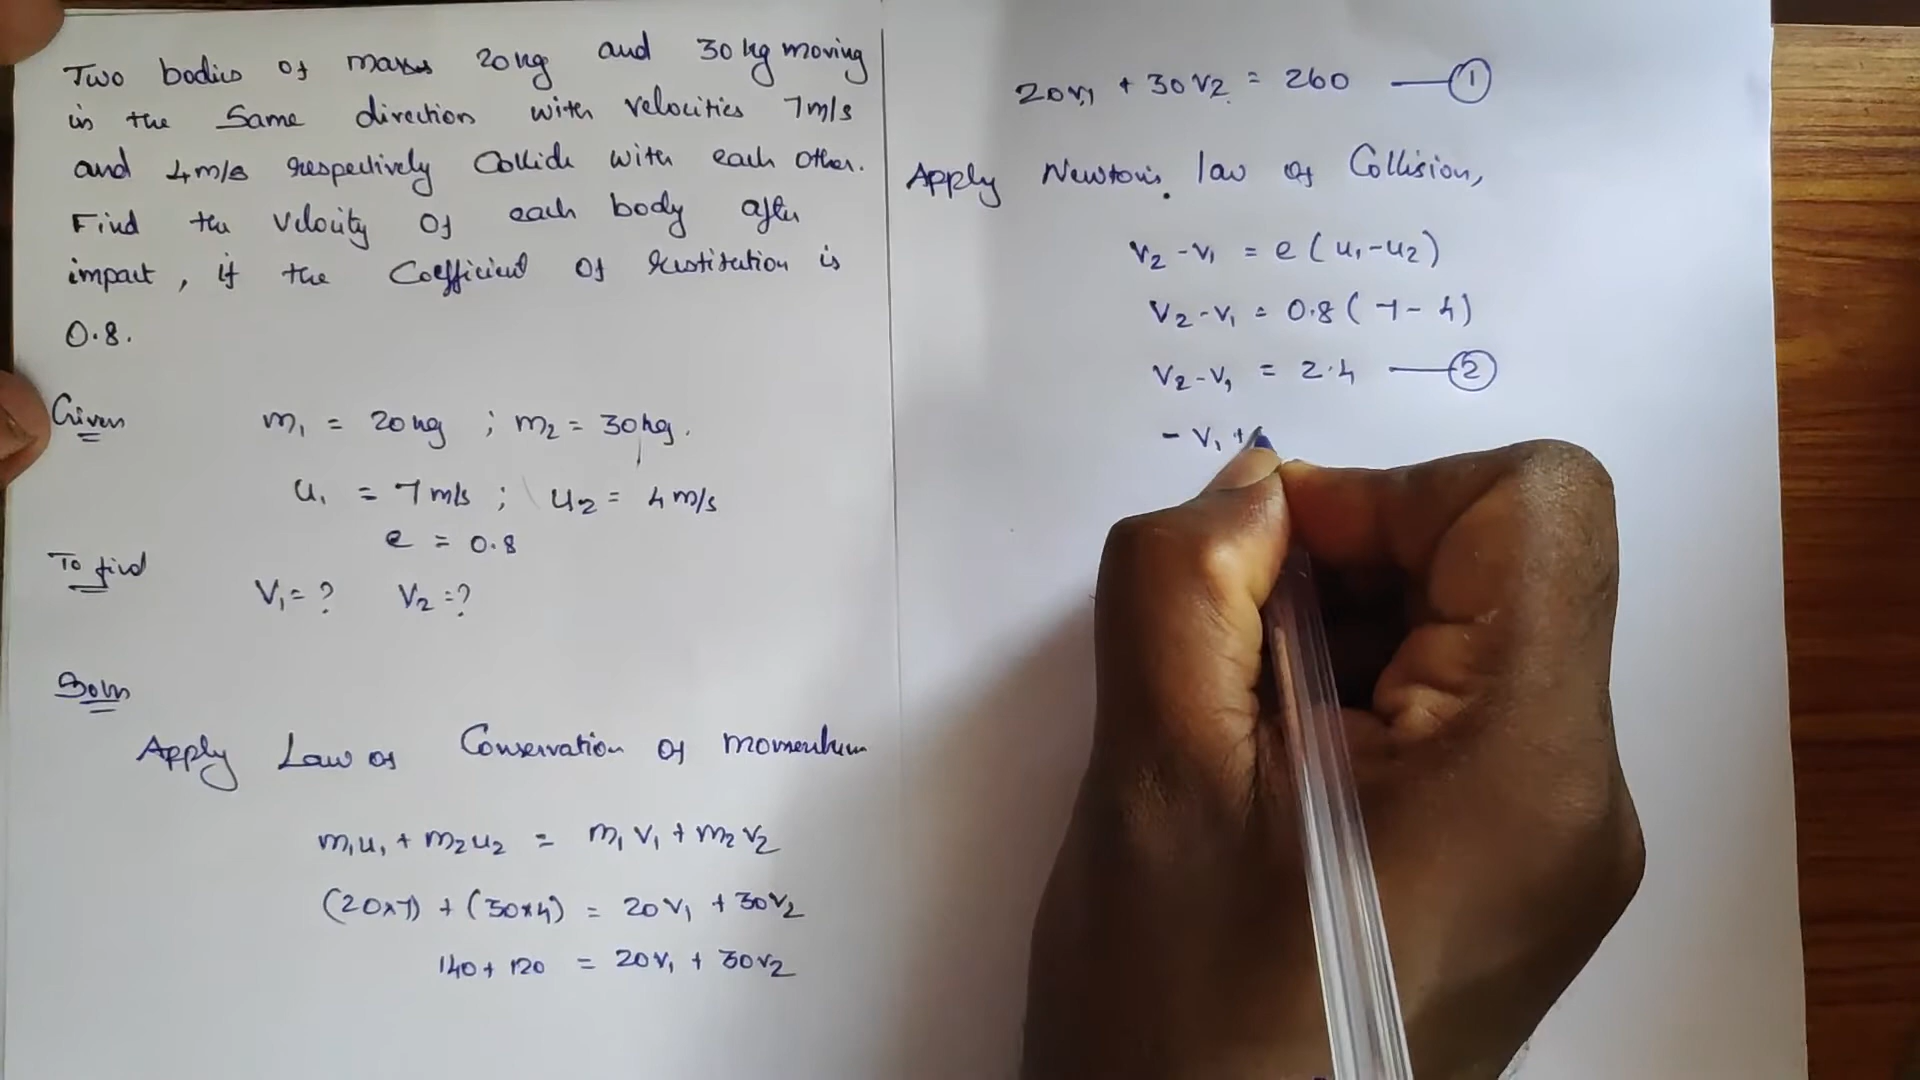 Two bodies of mass 20 kg and 30 kg moving
in the same direction with velocities 7 m/s
and 4 m/s respectively Collide with each other.
Find the velocity of each body after
impact, if the Coefficient of restitution is
0.8.
Given
m₁ = 20 kg ; m₂ = 30 kg.
u₁ = 7 m/s ; u₂ = 4 m/s
e = 0.8
To find
V₁ = ? V₂ = ?
Soln
Apply Law of Conservation of momentum
m₁u₁ + m₂u₂ = m₁v₁ + m₂v₂
(20×7) + (30×4) = 20v₁ + 30v₂
140 + 120 = 20v₁ + 30v₂
20v₁ + 30v₂ = 260 — ①
Apply Newton's law of Collision,
v₂ - v₁ = e (u₁ - u₂)
v₂ - v₁ = 0.8 (7 - 4)
v₂ - v₁ = 2.4 — ②
- v₁ +